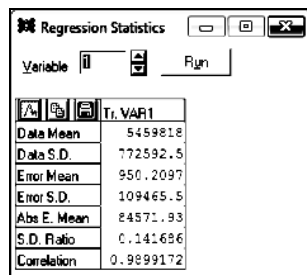 Regression Statistics
Variable 1 Run
Tr. VAR1
Data Mean 5459818
Data S.D. 772592.5
Error Mean 950.2097
Error S.D. 109465.5
Abs E. Mean 84571.93
S.D. Ratio 0.141686
Correlation 0.9899172